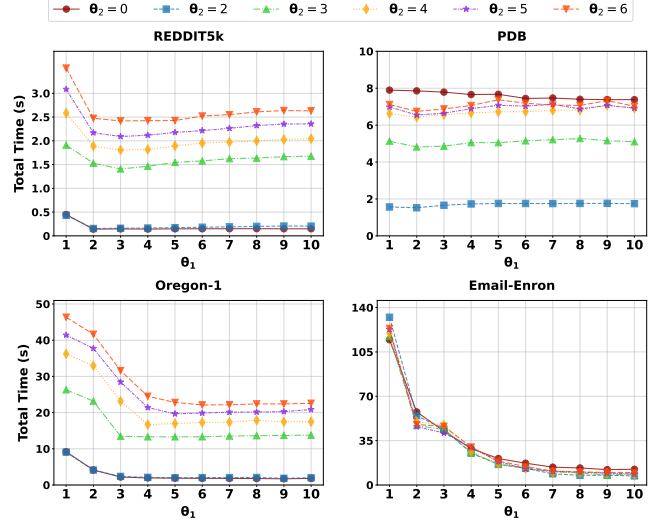 θ₂ = 0 θ₂ = 2 θ₂ = 3 θ₂ = 4 θ₂ = 5 θ₂ = 6
REDDIT5k
Total Time (s)
3.0
2.5
2.0
1.5
1.0
0.5
0
1 2 3 4 5 6 7 8 9 10
θ₁
PDB
10
8
6
4
2
0
1 2 3 4 5 6 7 8 9 10
θ₁
Oregon-1
Total Time (s)
50
40
30
20
10
0
1 2 3 4 5 6 7 8 9 10
θ₁
Email-Enron
140
105
70
35
0
1 2 3 4 5 6 7 8 9 10
θ₁